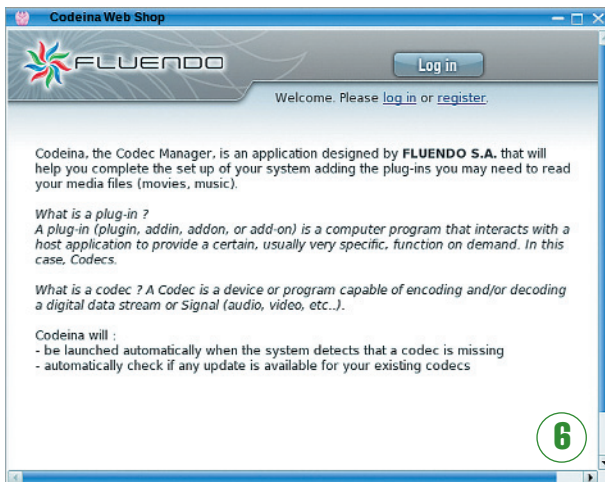 Codeina Web Shop
FLUENDO
Log in
Welcome. Please log in or register.
Codeina, the Codec Manager, is an application designed by FLUENDO S.A. that will
help you complete the set up of your system adding the plug-ins you may need to read
your media files (movies, music).
What is a plug-in ?
A plug-in (plugin, addin, addon, or add-on) is a computer program that interacts with a
host application to provide a certain, usually very specific, function on demand. In this
case, Codecs.
What is a codec ? A Codec is a device or program capable of encoding and/or decoding
a digital data stream or Signal (audio, video, etc..).
Codeina will :
- be launched automatically when the system detects that a codec is missing
- automatically check if any update is available for your existing codecs
6